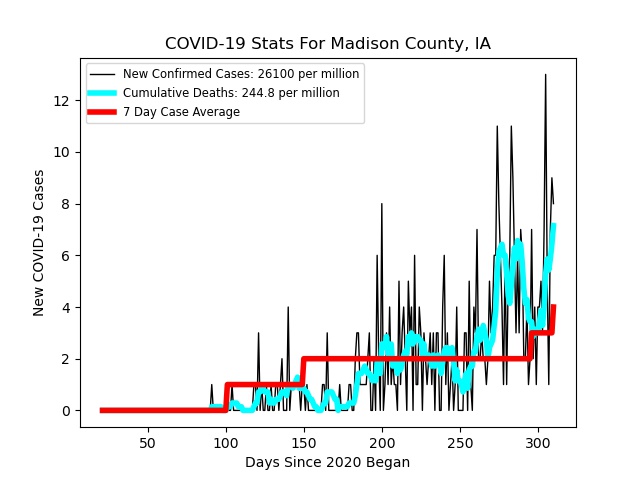 COVID-19 Stats For Madison County, IA
New Confirmed Cases: 26100 per million
Cumulative Deaths: 244.8 per million
7 Day Case Average
New COVID-19 Cases
12
10
8
6
4
2
0
50 100 150 200 250 300
Days Since 2020 Began